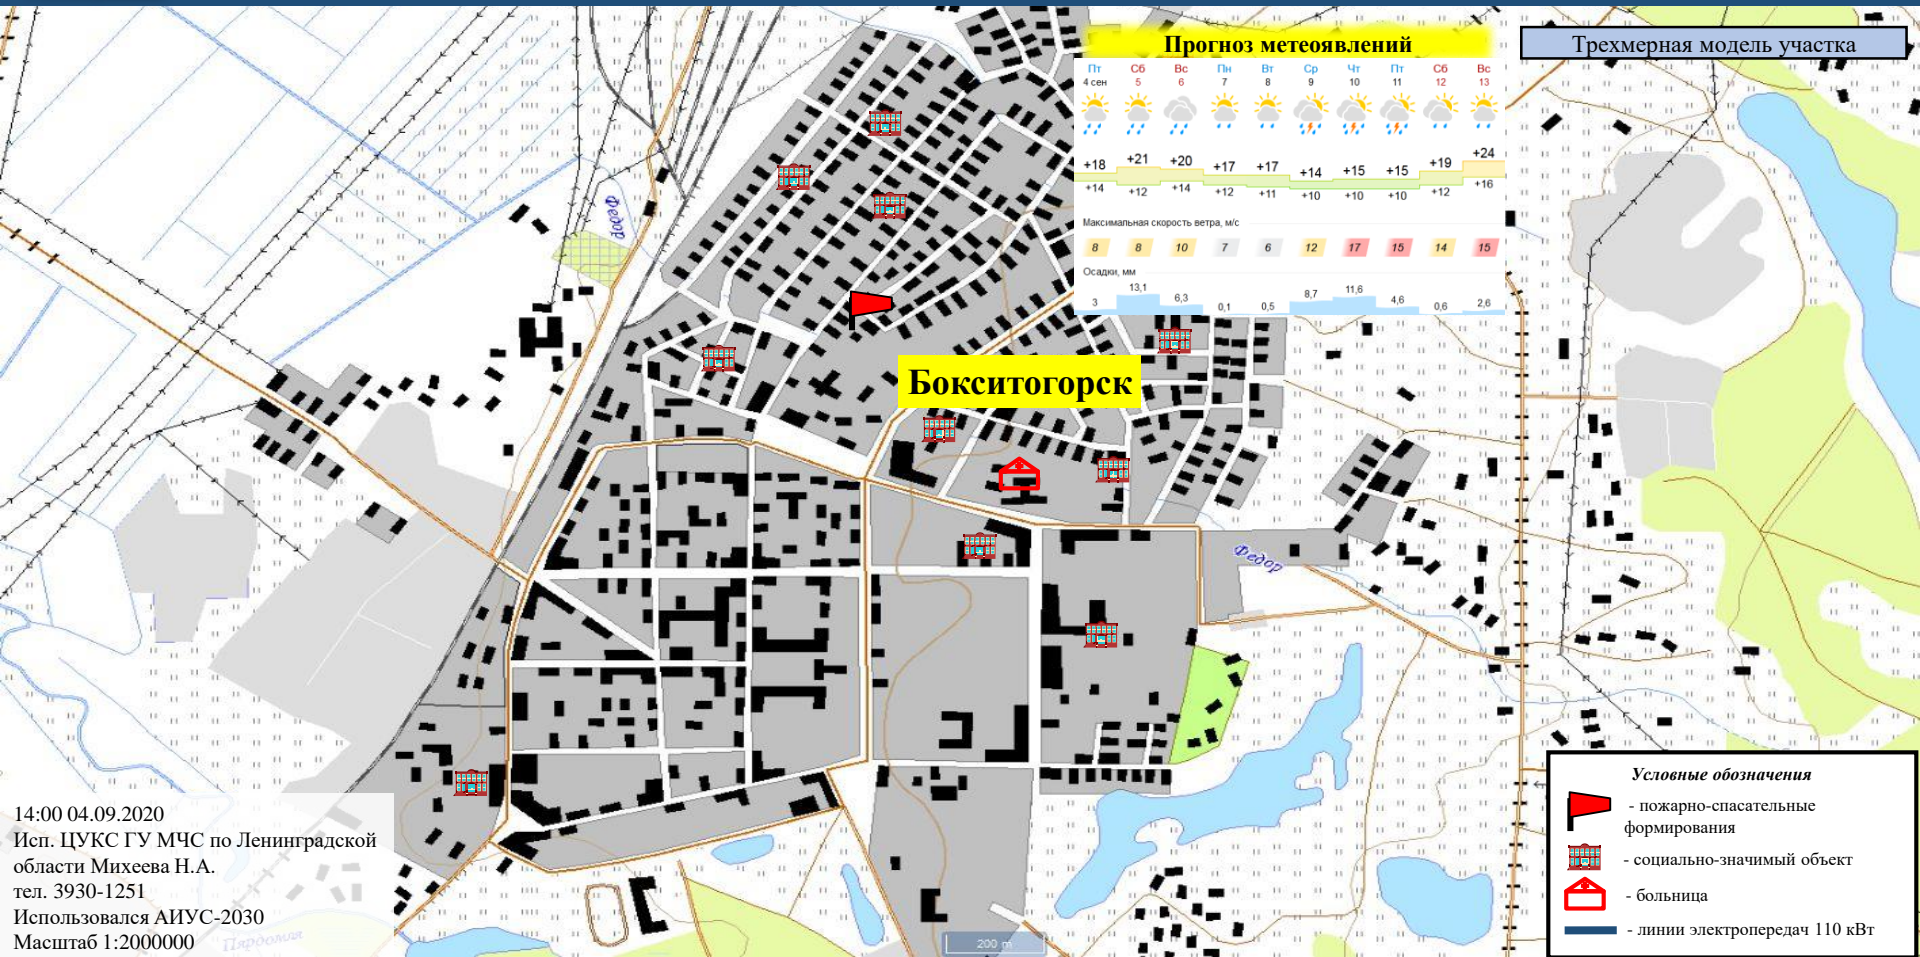 Прогноз метеоявлений
Трехмерная модель участка
Пт Сб Вс Пн Вт Ср Чт Пт Сб Вс
4 сен 5 6 7 8 9 10 11 12 13
+18 +21 +20 +17 +17 +14 +15 +15 +19 +24
+14 +12 +14 +12 +11 +10 +10 +10 +12 +16
Максимальная скорость ветра, м/с
8 8 10 7 6 12 17 15 14 15
Осадки, мм
3 13,1 6,3 0,1 0,5 8,7 11,6 4,6 0,6 2,6
Федор
Бокситогорск
Федор
Условные обозначения
- пожарно-спасательные
формирования
- социально-значимый объект
- больница
- линии электропередач 110 кВт
14:00 04.09.2020
Исп. ЦУКС ГУ МЧС по Ленинградской
области Михеева Н.А.
тел. 3930-1251
Использовался АИУС-2030
Масштаб 1:2000000
200 m